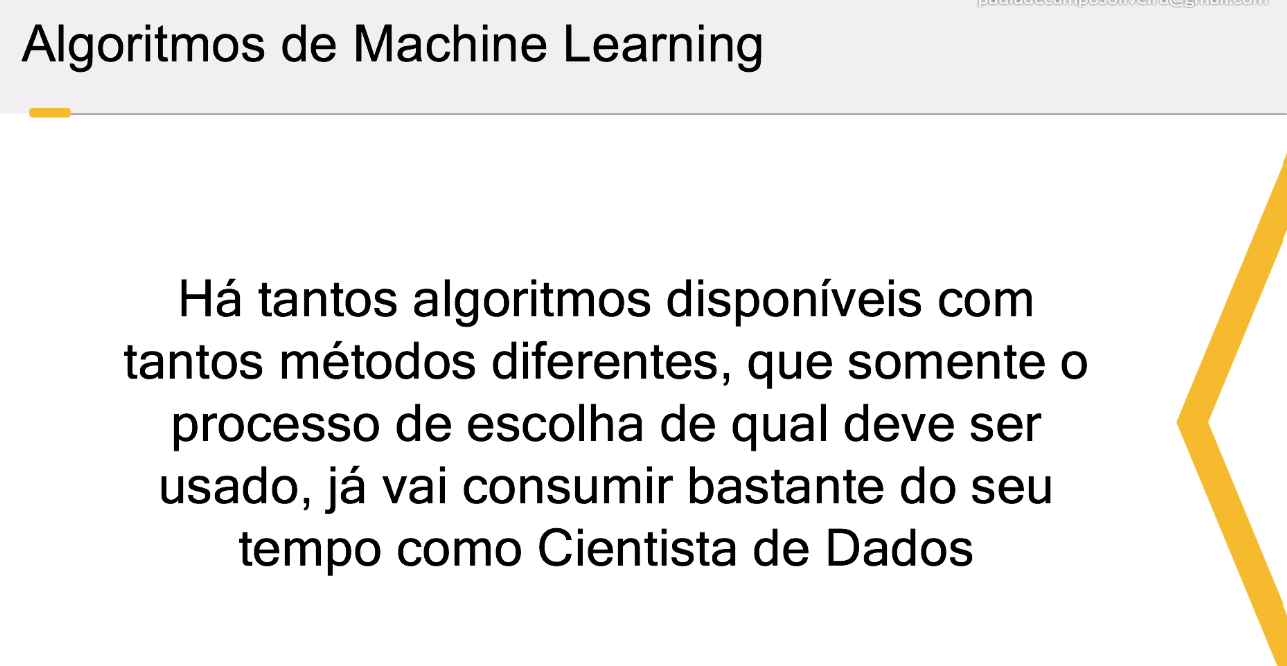 Algoritmos de Machine Learning
Há tantos algoritmos disponíveis com
tantos métodos diferentes, que somente o
processo de escolha de qual deve ser
usado, já vai consumir bastante do seu
tempo como Cientista de Dados